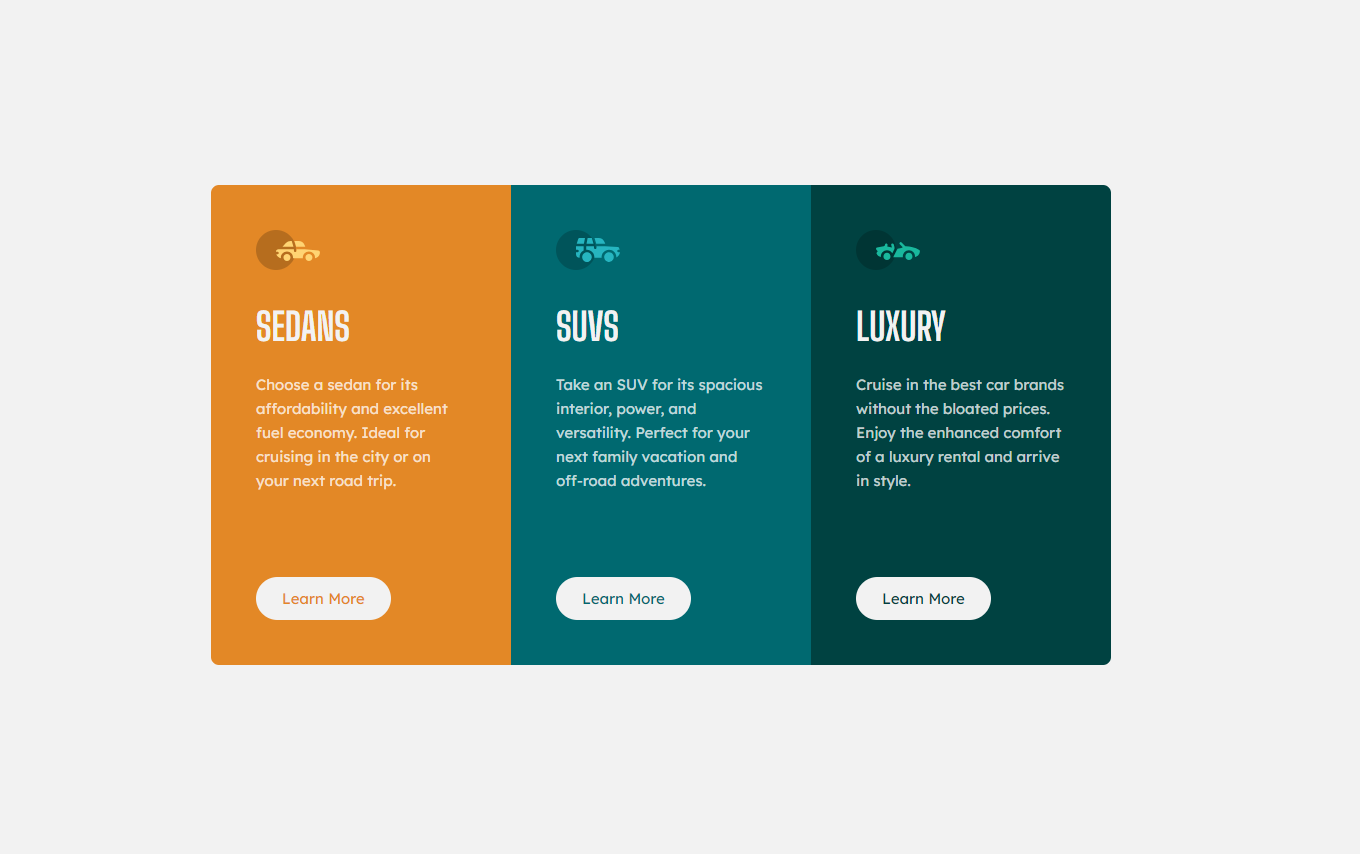 SEDANS
Choose a sedan for its
affordability and excellent
fuel economy. Ideal for
cruising in the city or on
your next road trip.
Learn More
SUVS
Take an SUV for its spacious
interior, power, and
versatility. Perfect for your
next family vacation and
off-road adventures.
Learn More
LUXURY
Cruise in the best car brands
without the bloated prices.
Enjoy the enhanced comfort
of a luxury rental and arrive
in style.
Learn More